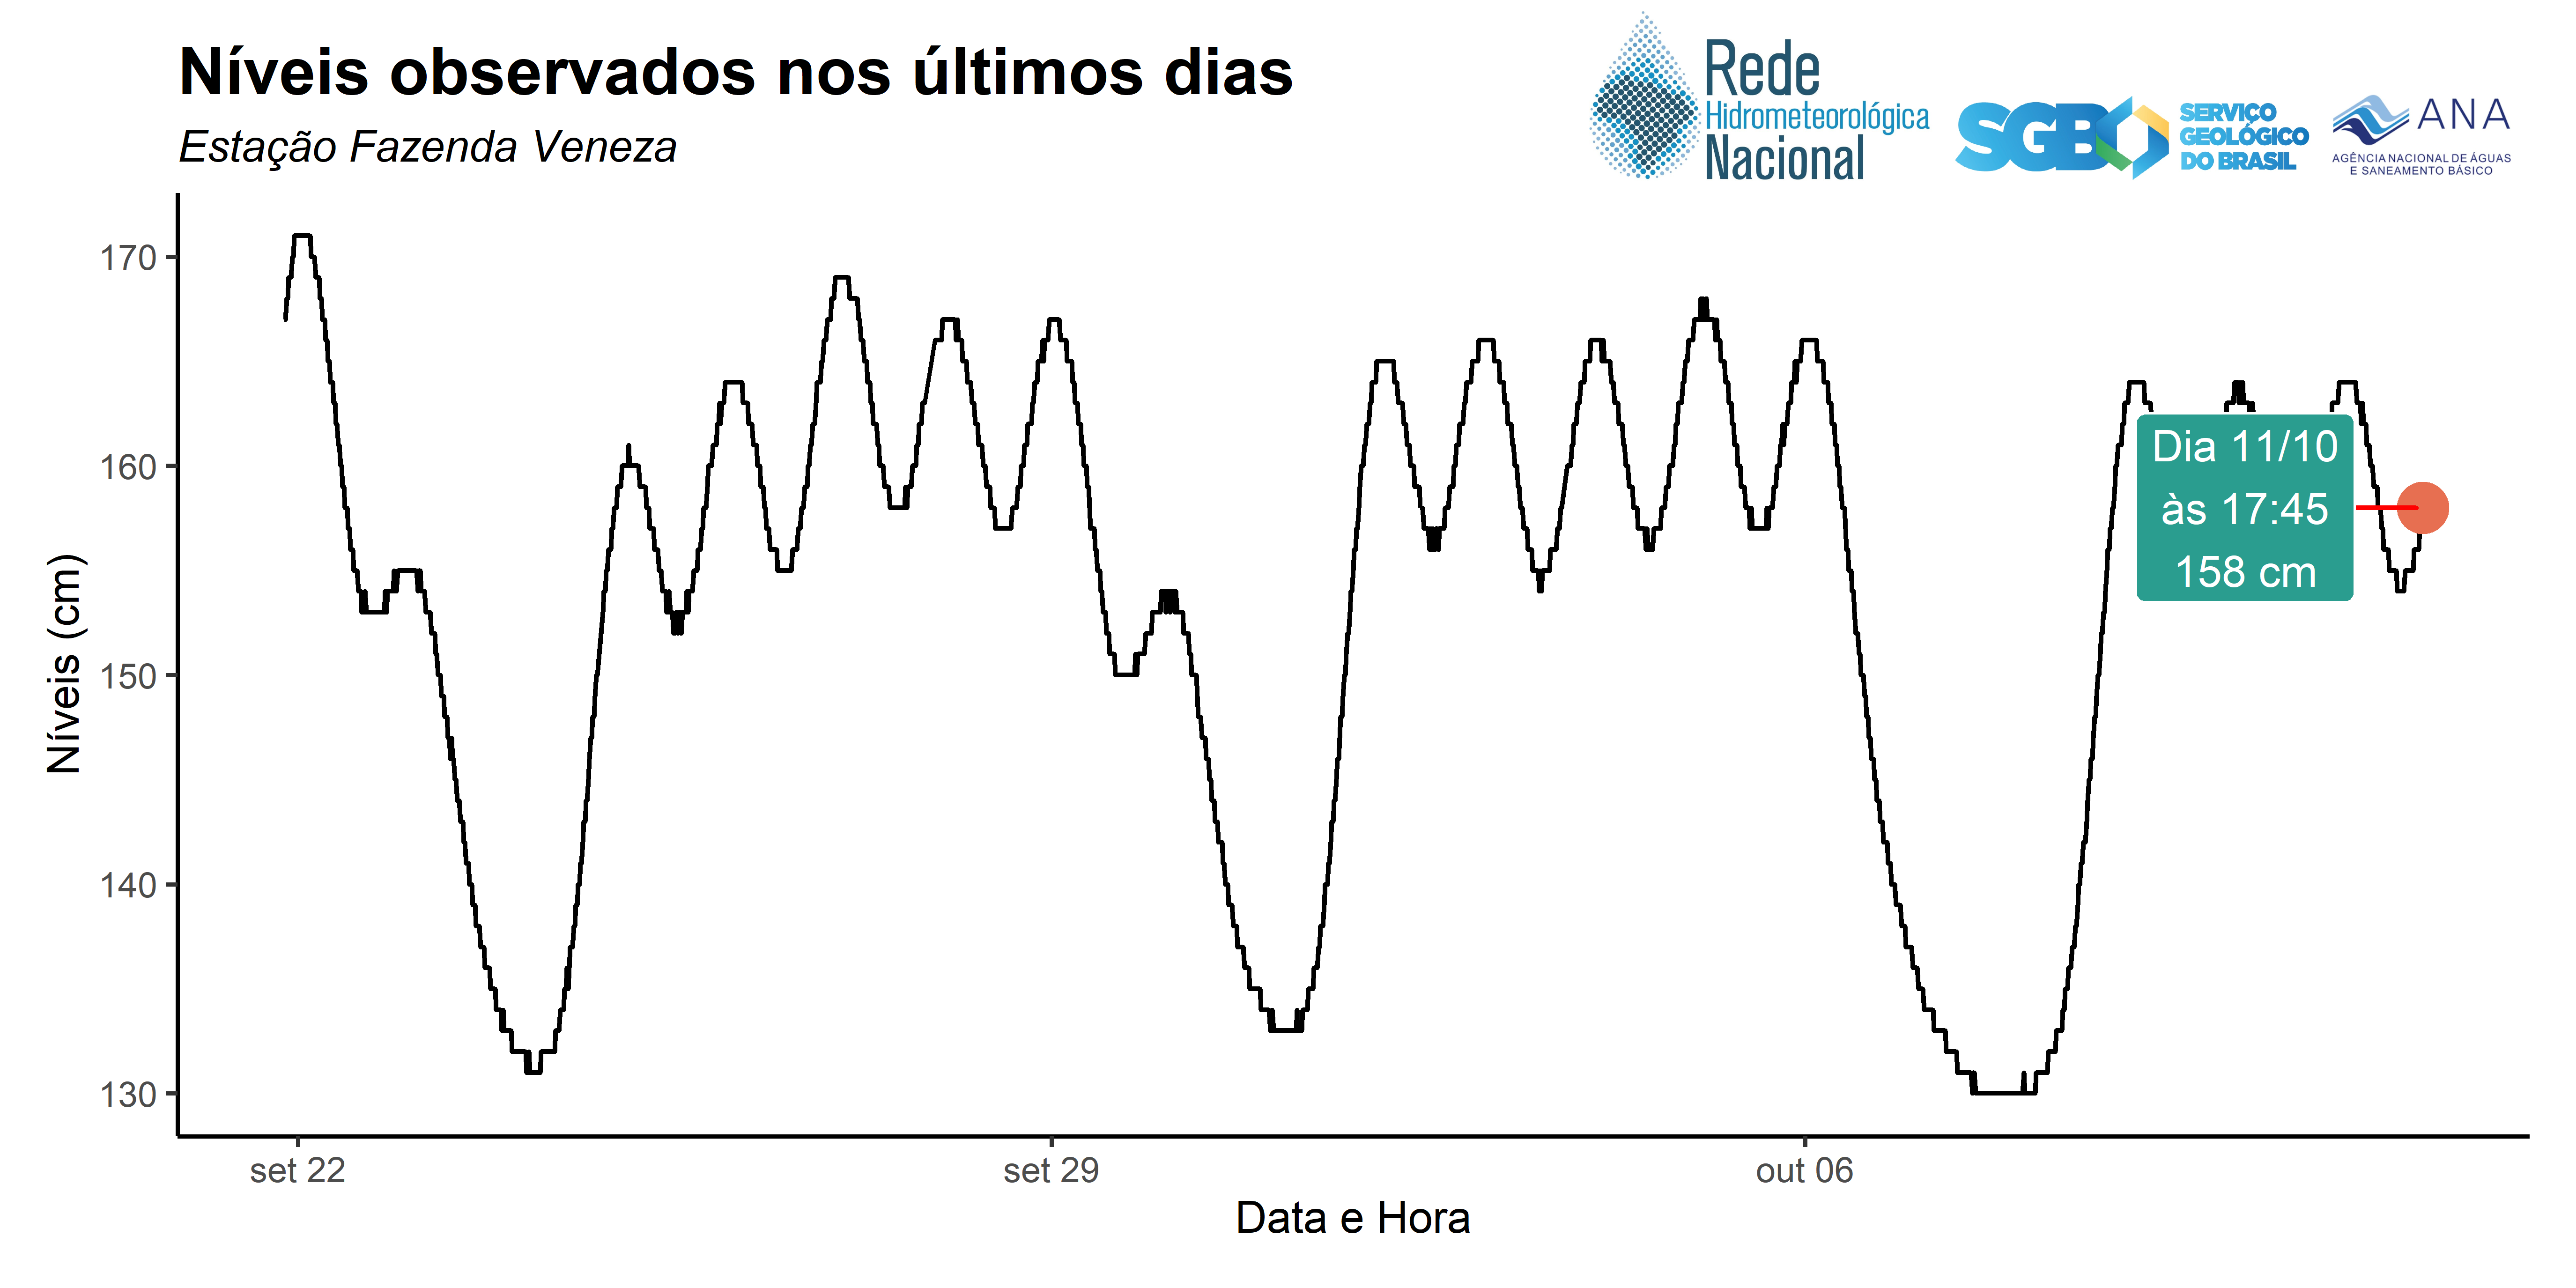 Níveis observados nos últimos dias
Estação Fazenda Veneza
Rede
Hidrometeorológica
Nacional
SGB
SERVIÇO
GEOLÓGICO
DO BRASIL
ANA
AGÊNCIA NACIONAL DE ÁGUAS
E SANEAMENTO BÁSICO
Níveis (cm)
170
160
150
140
130
Dia 11/10
às 17:45
158 cm
set 22
set 29
out 06
Data e Hora